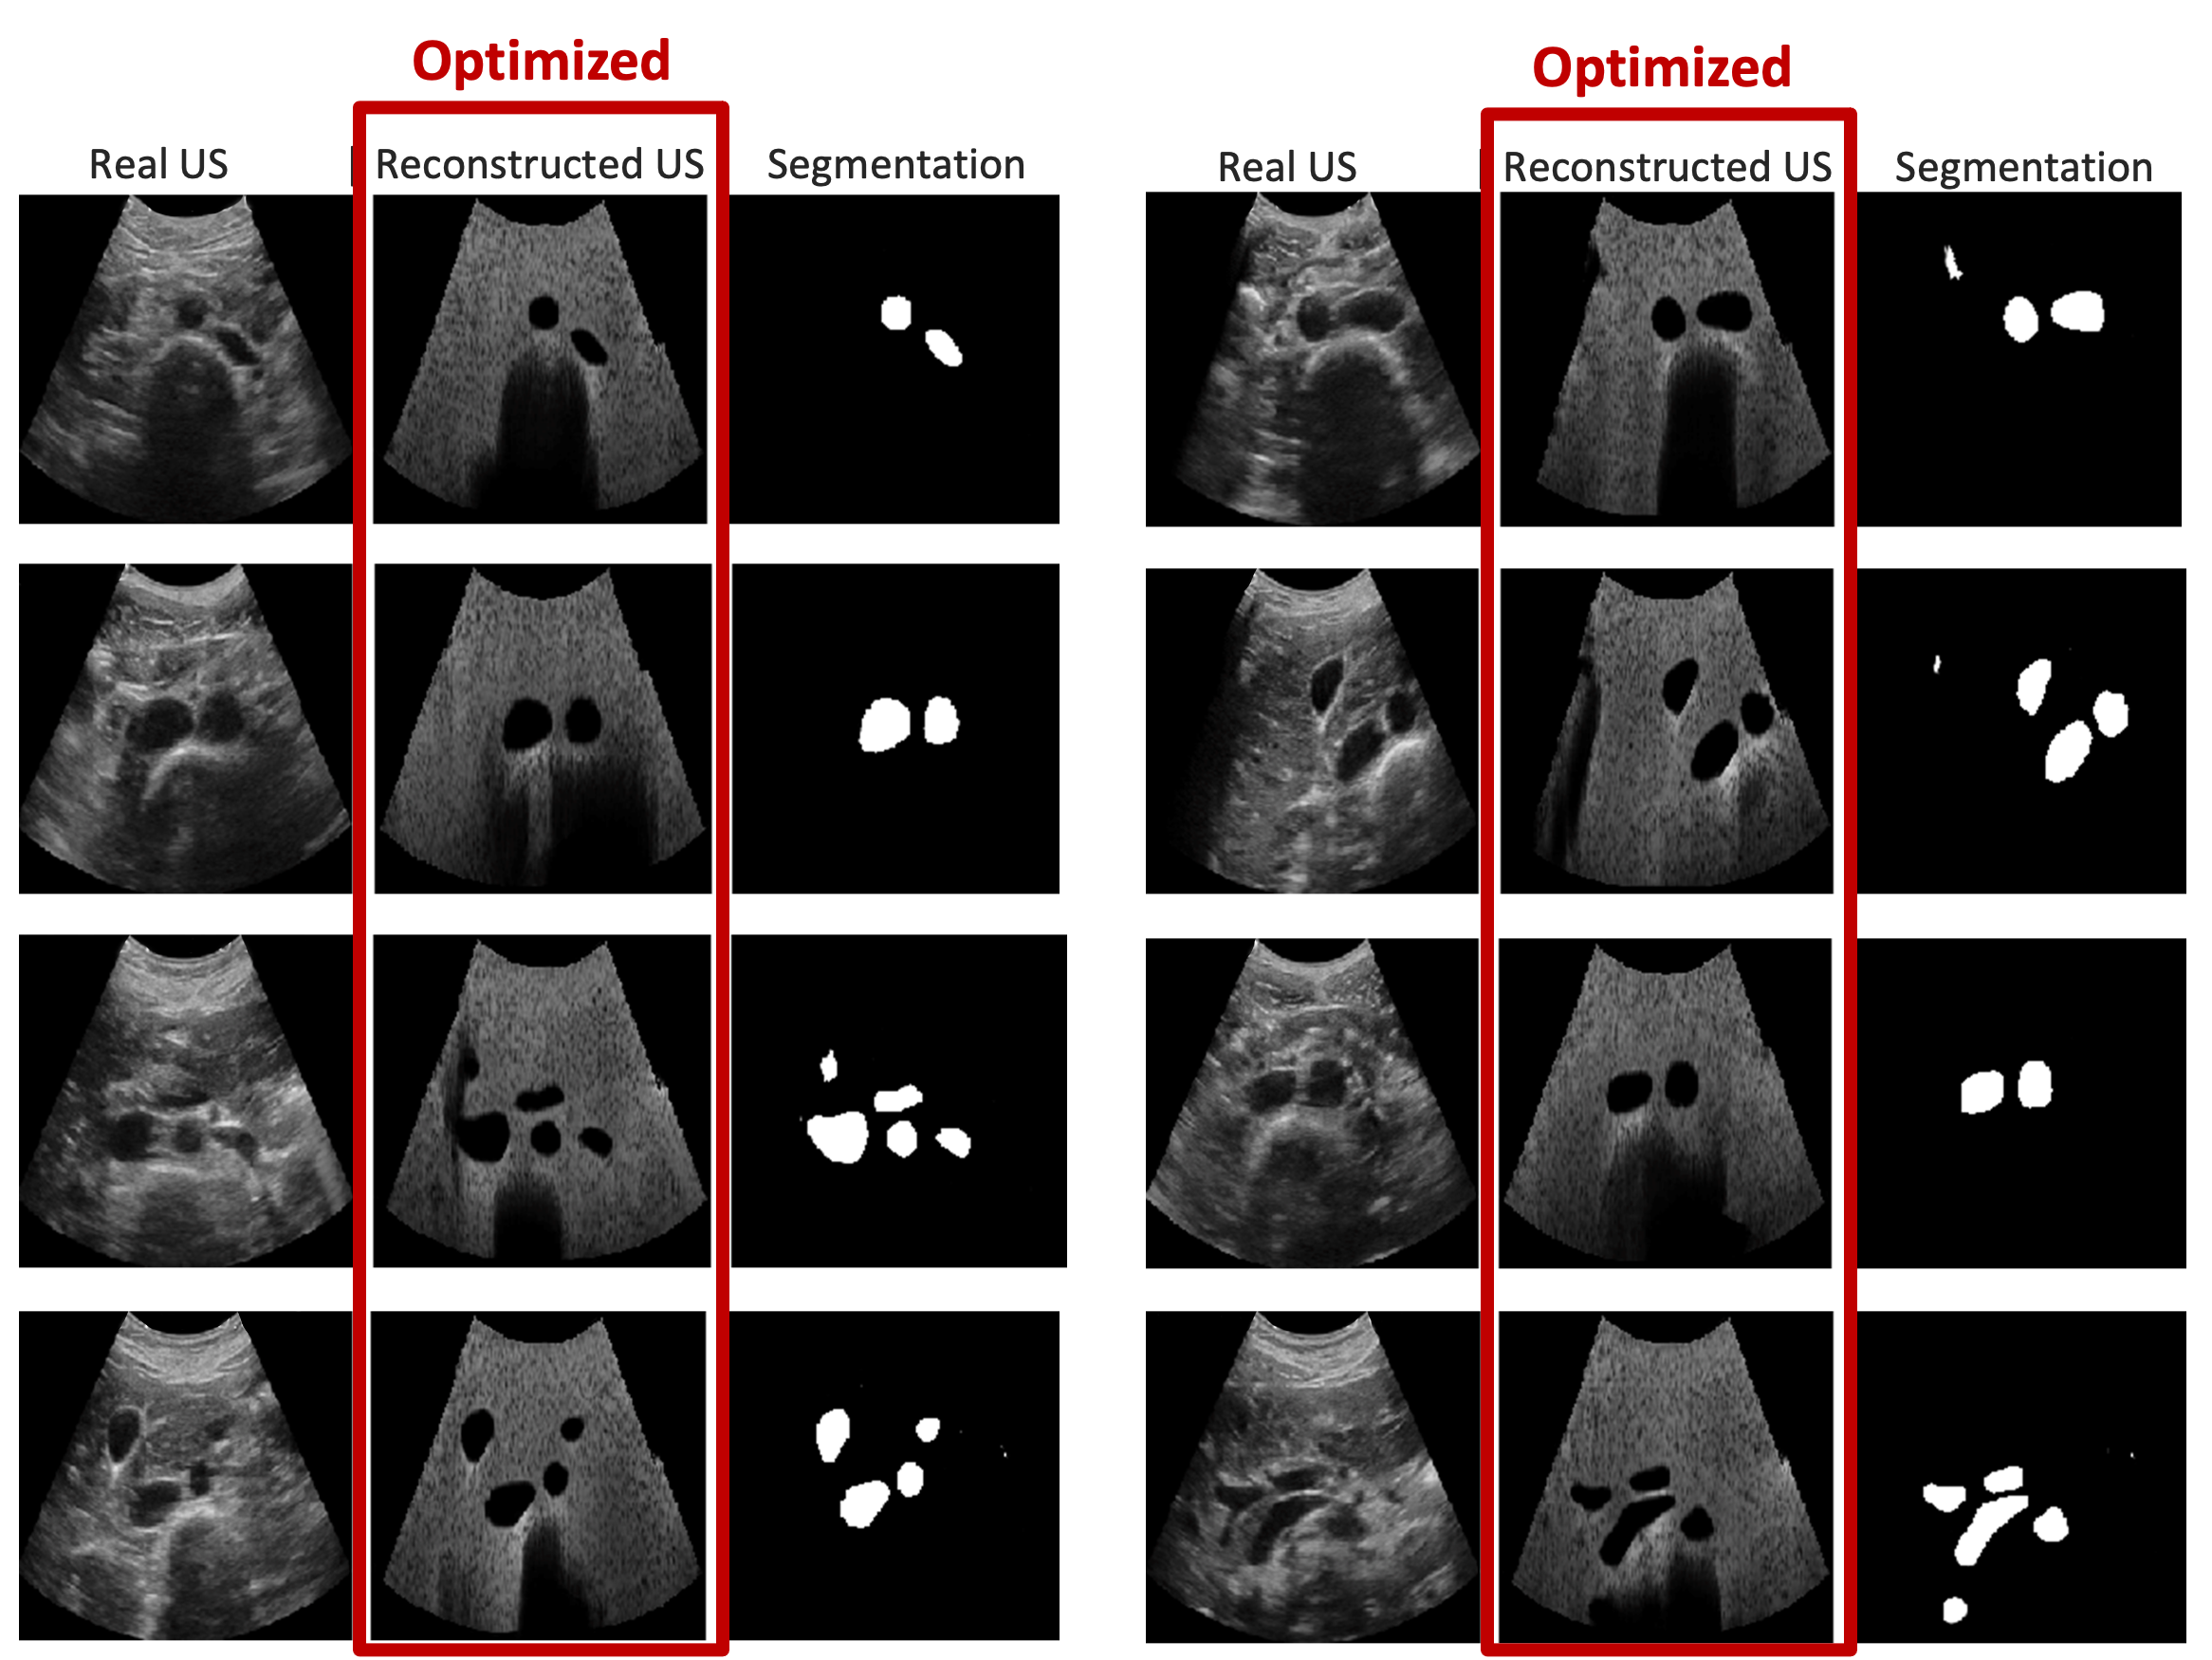 Optimized
Real US
Reconstructed US
Segmentation
Optimized
Real US
Reconstructed US
Segmentation